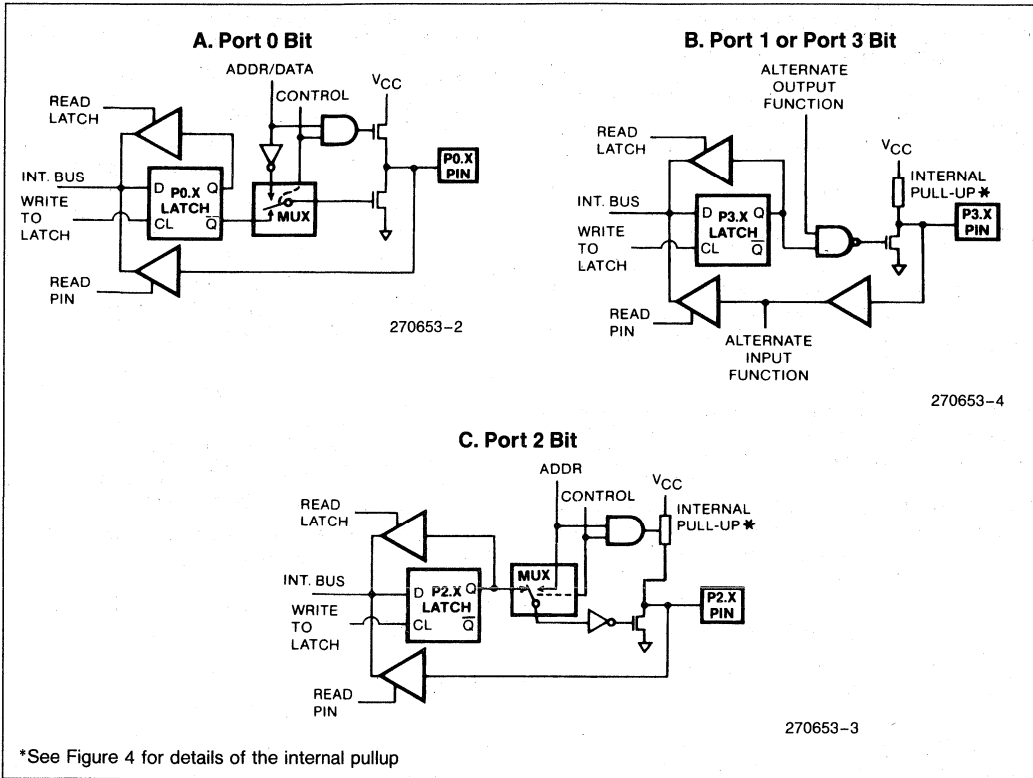 A. Port 0 Bit
ADDR/DATA
CONTROL
VCC
READ
LATCH
P0.X
PIN
INT. BUS
D P0.X Q
LATCH
CL Q̅
MUX
WRITE
TO
LATCH
READ
PIN
270653-2
B. Port 1 or Port 3 Bit
ALTERNATE
OUTPUT
FUNCTION
READ
LATCH
VCC
INTERNAL
PULL-UP *
INT. BUS
D P3.X Q
LATCH
CL Q̅
P3.X
PIN
WRITE
TO
LATCH
READ
PIN
ALTERNATE
INPUT
FUNCTION
270653-4
C. Port 2 Bit
ADDR
CONTROL
VCC
READ
LATCH
INTERNAL
PULL-UP *
MUX
INT. BUS
D P2.X Q
LATCH
CL Q̅
P2.X
PIN
WRITE
TO
LATCH
READ
PIN
270653-3
*See Figure 4 for details of the internal pullup